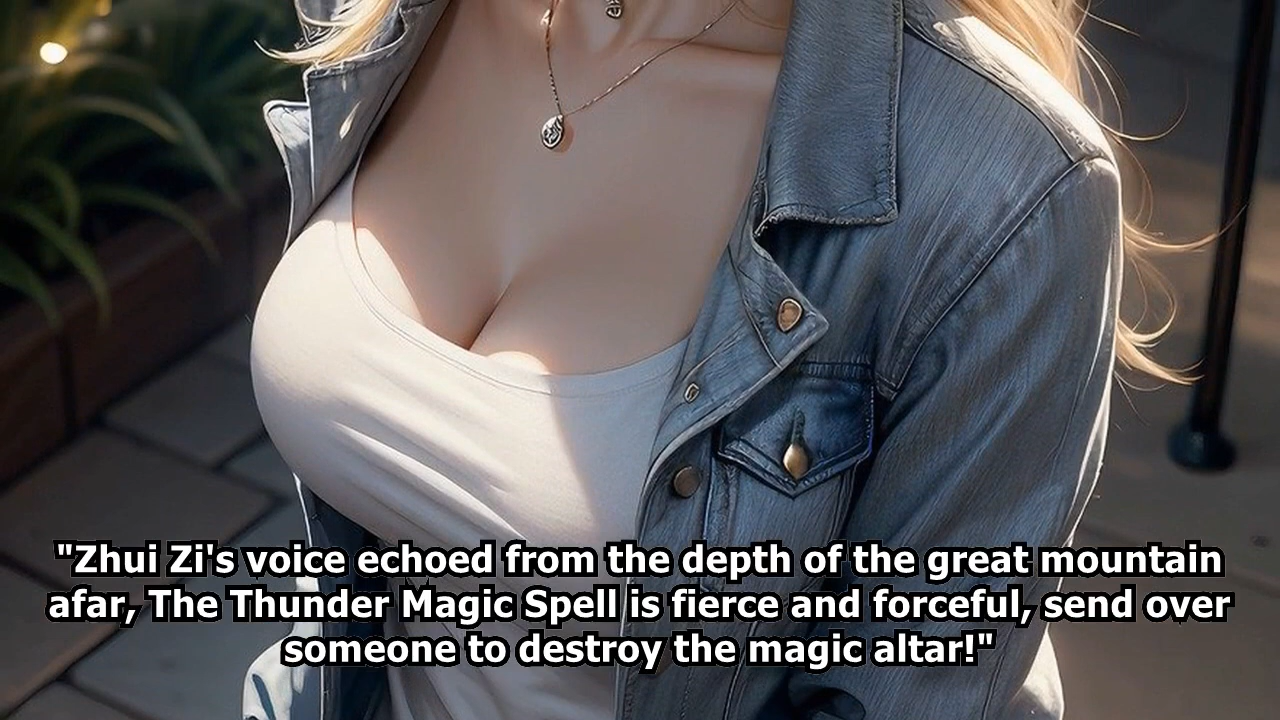 "Zhui Zi's voice echoed from the depth of the great mountain
afar, The Thunder Magic Spell is fierce and forceful, send over
someone to destroy the magic altar!"